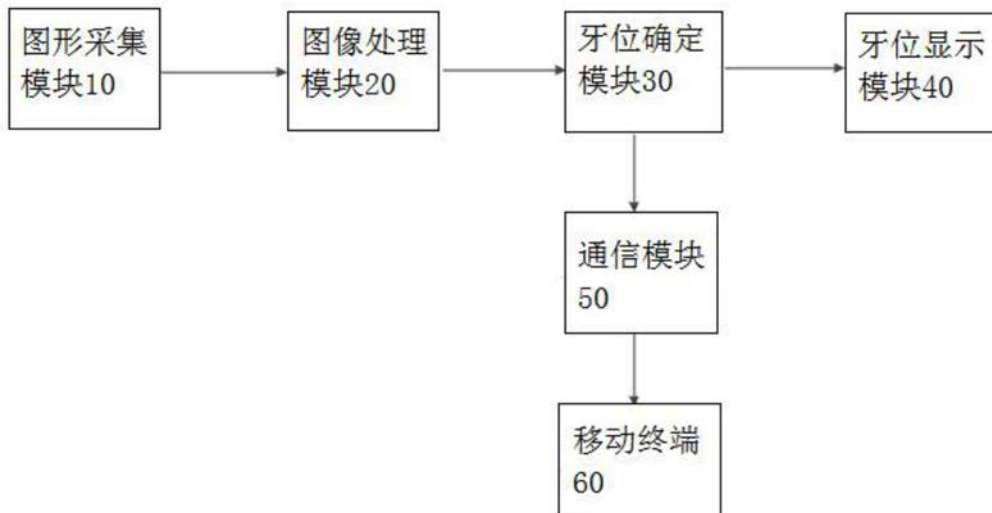 图形采集
模块10
图像处理
模块20
牙位确定
模块30
牙位显示
模块40
通信模块
50
移动终端
60